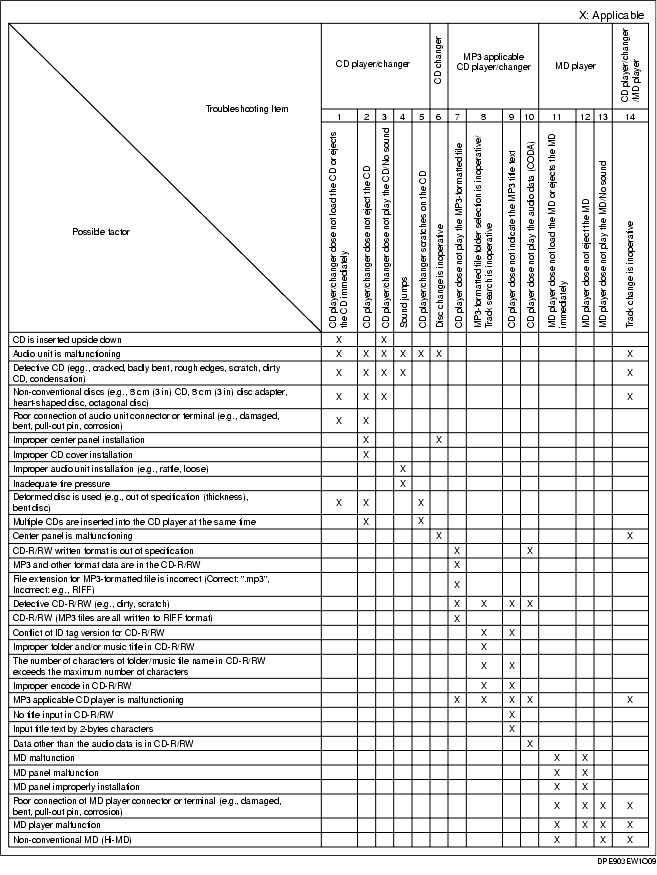 X: Applicable
Troubleshooting Item
Possible factor
CD player/changer
CD changer
MP3 applicable
CD player/changer
MD player
CD player/changer
/MD player
1 2 3 4 5 6 7 8 9 10 11 12 13 14
CD player/changer dose not load the CD or ejects
the CD immediately
CD player/changer dose not eject the CD
CD player/changer dose not play the CD/No sound
Sound jumps
CD player/changer scratches on the CD
Disc change is inoperative
CD player dose not play the MP3-formatted file
MP3-formatted file folder selection is inoperative/
Track search is inoperative
CD player dose not indicate the MP3 title text
CD player dose not play the audio data (CODA)
MD player dose not load the MD or ejects the MD
immediately
MD player dose not eject the MD
MD player dose not play the MD/No sound
Track change is inoperative
CD is inserted upside down X X
Audio unit is malfunctioning X X X X X X X
Defective CD (egg., cracked, badly bent, rough edges, scratch, dirty
CD, condensation) X X X X X
Non-conventional discs (e.g., 8 cm (3 in) CD, 8 cm (3 in) disc adapter,
heart-shaped disc, octagonal disc) X X X X
Poor connection of audio unit connector or terminal (e.g., damaged,
bent, pull-out pin, corrosion) X X
Improper center panel installation X X
Improper CD cover installation X
Improper audio unit installation (e.g., rattle, loose) X
Inadequate tire pressure X
Deformed disc is used (e.g., out of specification (thickness),
bent disc) X X X
Multiple CDs are inserted into the CD player at the same time X X
Center panel is malfunctioning X X
CD-R/RW written format is out of specification X X
MP3 and other format data are in the CD-R/RW X
File extension for MP3-formatted file is incorrect (Correct: ".mp3",
Incorrect: e.g., RIFF) X
Defective CD-R/RW (e.g., dirty, scratch) X X X X
CD-R/RW (MP3 files are all written to RIFF format) X
Conflict of ID tag version for CD-R/RW X X
Improper folder and/or music title in CD-R/RW X
The number of characters of folder/music file name in CD-R/RW
exceeds the maximum number of characters X X
Improper encode in CD-R/RW X X
MP3 applicable CD player is malfunctioning X X X X X
No title input in CD-R/RW X
Input title text by 2-bytes characters X
Data other than the audio data is in CD-R/RW X
MD malfunction X X
MD panel malfunction X X
MD panel improperly installation X X
Poor connection of MD player connector or terminal (e.g., damaged,
bent, pull-out pin, corrosion) X X X X
MD player malfunction X X X X
Non-conventional MD (Hi-MD) X X X
DPE903EW1009